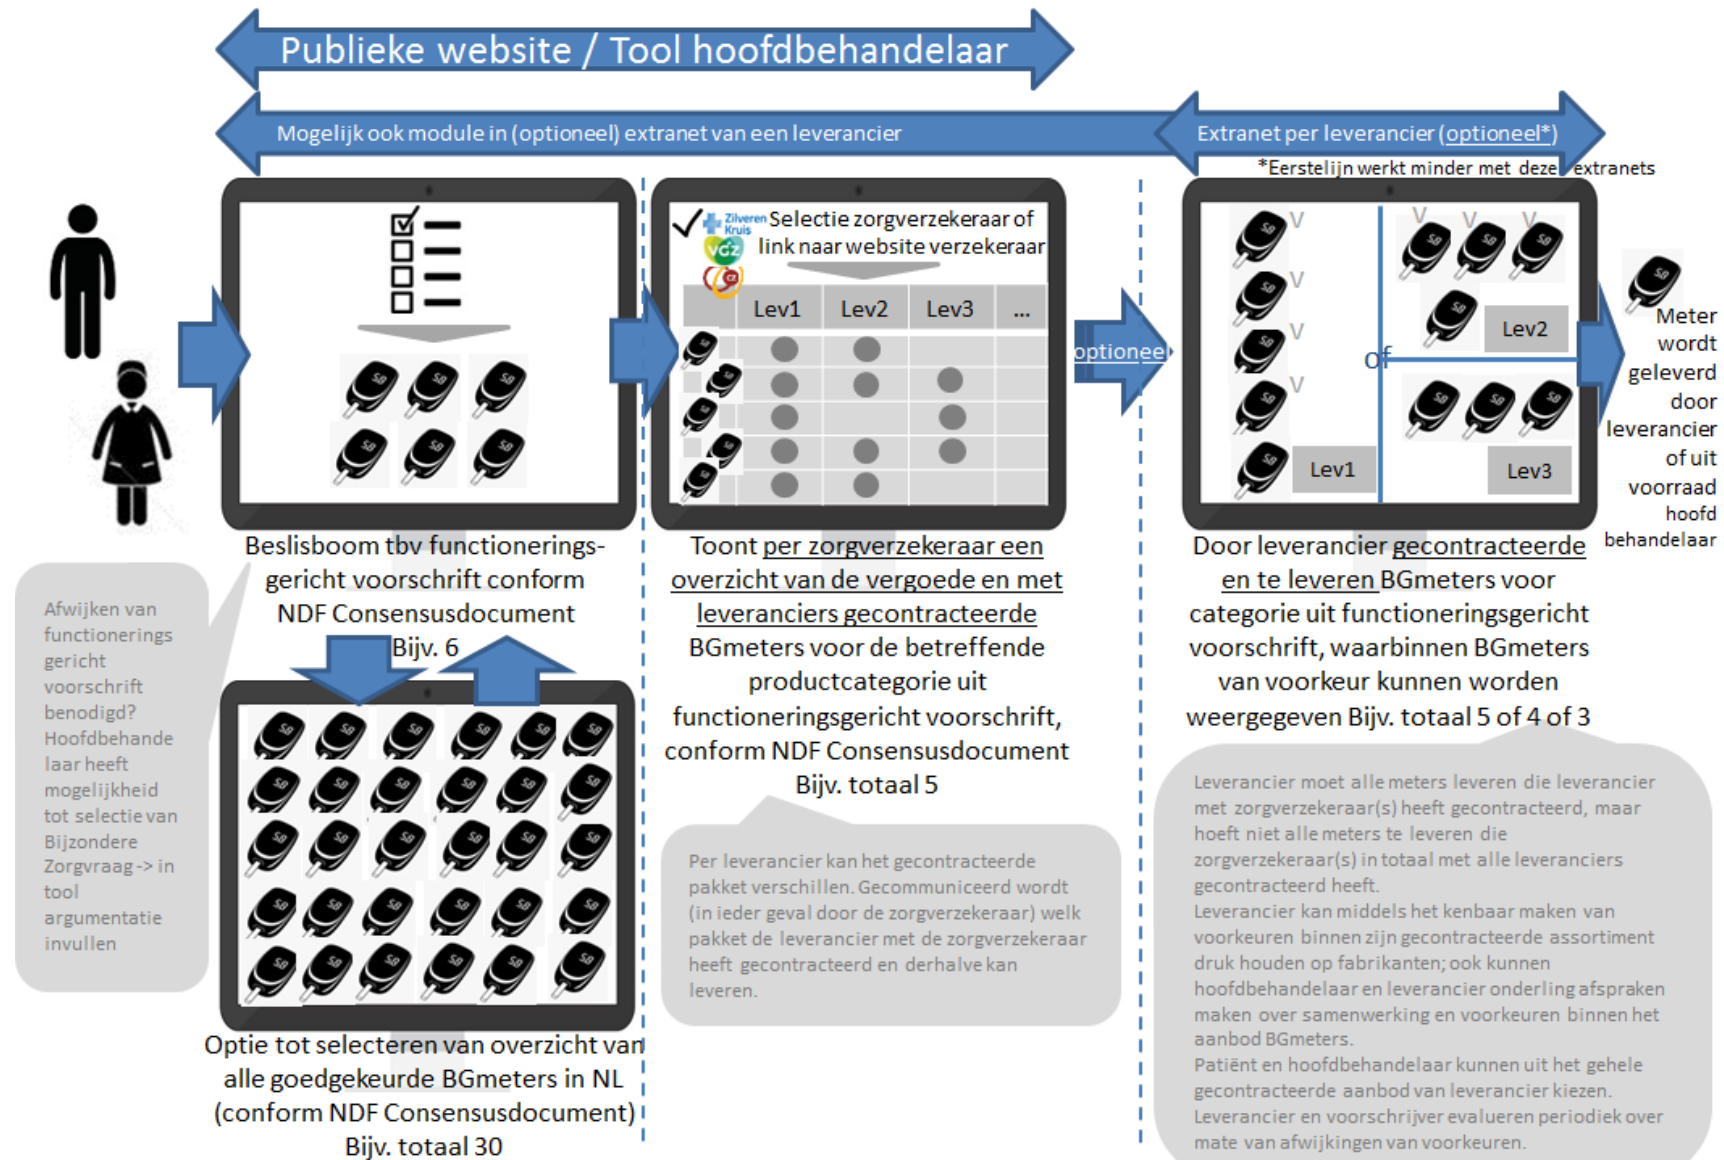 Publieke website / Tool hoofdbehandelaar
Mogelijk ook module in (optioneel) extranet van een leverancier
Extranet per leverancier (optioneel*)
*Eerstelijn werkt minder met deze extranets
Zilveren
Kruis
VGZ
CZ
Selectie zorgverzekeraar of
link naar website verzekeraar
Lev1
Lev2
Lev3
...
optioneel
V
V
V
V
V
V
V
of
Lev1
Lev2
Lev3
Meter
wordt
geleverd
door
leverancier
of uit
voorraad
hoofd
behandelaar
Beslisboom tbv functionerings-
gericht voorschrift conform
NDF Consensusdocument
Bijv. 6
Afwijken van
functionerings
gericht
voorschrift
benodigd?
Hoofdbehande
laar heeft
mogelijkheid
tot selectie van
Bijzondere
Zorgvraag -> in
tool
argumentatie
invullen
Optie tot selecteren van overzicht van
alle goedgekeurde BGmeters in NL
(conform NDF Consensusdocument)
Bijv. totaal 30
Toont per zorgverzekeraar een
overzicht van de vergoede en met
leveranciers gecontracteerde
BGmeters voor de betreffende
productcategorie uit
functioneringsgericht voorschrift,
conform NDF Consensusdocument
Bijv. totaal 5
Per leverancier kan het gecontracteerde
pakket verschillen. Gecommuniceerd wordt
(in ieder geval door de zorgverzekeraar) welk
pakket de leverancier met de zorgverzekeraar
heeft gecontracteerd en derhalve kan
leveren.
Door leverancier gecontracteerde
en te leveren BGmeters voor
categorie uit functioneringsgericht
voorschrift, waarbinnen BGmeters
van voorkeur kunnen worden
weergegeven Bijv. totaal 5 of 4 of 3
Leverancier moet alle meters leveren die leverancier
met zorgverzekeraar(s) heeft gecontracteerd, maar
hoeft niet alle meters te leveren die
zorgverzekeraar(s) in totaal met alle leveranciers
gecontracteerd heeft.
Leverancier kan middels het kenbaar maken van
voorkeuren binnen zijn gecontracteerde assortiment
druk houden op fabrikanten; ook kunnen
hoofdbehandelaar en leverancier onderling afspraken
maken over samenwerking en voorkeuren binnen het
aanbod BGmeters.
Patiënt en hoofdbehandelaar kunnen uit het gehele
gecontracteerde aanbod van leverancier kiezen.
Leverancier en voorschrijver evalueren periodiek over
mate van afwijkingen van voorkeuren.